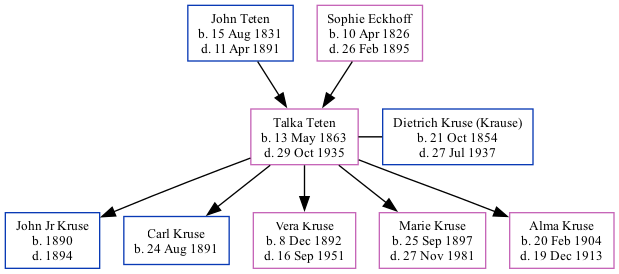 John Teten
b. 15 Aug 1831
d. 11 Apr 1891
Sophie Eckhoff
b. 10 Apr 1826
d. 26 Feb 1895
Talka Teten
b. 13 May 1863
d. 29 Oct 1935
Dietrich Kruse (Krause)
b. 21 Oct 1854
d. 27 Jul 1937
John Jr Kruse
b. 1890
d. 1894
Carl Kruse
b. 24 Aug 1891
Vera Kruse
b. 8 Dec 1892
d. 16 Sep 1951
Marie Kruse
b. 25 Sep 1897
d. 27 Nov 1981
Alma Kruse
b. 20 Feb 1904
d. 19 Dec 1913